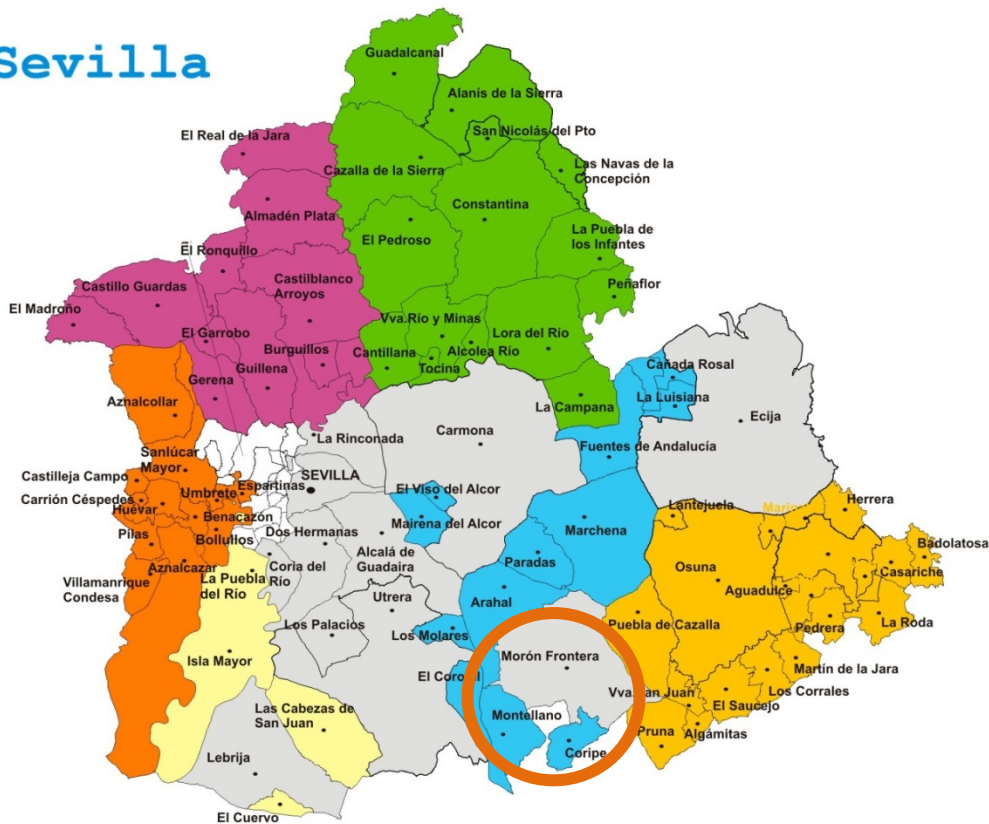 Sevilla
Guadalcanal
Alanís de la Sierra
El Real de la Jara
San Nicolás del Pto
Cazalla de la Sierra
Las Navas de la
Concepción
Constantina
Almadén Plata
El Pedroso
La Puebla de
los Infantes
El Ronquillo
Castilblanco
Arroyos
Castillo Guardas
Peñaflor
El Madroño
Vva.Río y Minas
Lora del Río
El Garrobo
Burguillos
Cantillana
Alcolea Río
Tocina
Guillena
Gerena
Cañada Rosal
La Luisiana
Aznalcollar
La Campana
Ecija
La Rinconada
Carmona
Fuentes de Andalucía
Sanlúcar
Mayor
Castilleja Campo
SEVILLA
Espartinas
Umbrete
El Viso del Alcor
Carrión Céspedes
Huévar
Lantejuela
Herrera
Benacazón
Mairena del Alcor
Marchena
Pilas
Bollullos
Dos Hermanas
Badolatosa
Alcalá de
Guadaira
Paradas
Osuna
Casariche
Aznalcazar
Coria del
Río
La Puebla
del Río
Villamanrique
Condesa
Aguadulce
Utrera
Arahal
Los Palacios
Los Molares
Puebla de Cazalla
Pedrera
La Roda
Isla Mayor
Morón Frontera
Martín de la Jara
El Coronil
Vva.San Juan
Los Corrales
El Saucejo
Las Cabezas de
San Juan
Montellano
Pruna
Algámitas
Lebrija
Coripe
El Cuervo